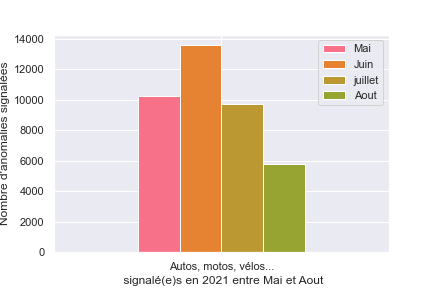 14000
12000
10000
8000
6000
4000
2000
0
Nombre d'anomalies signalées
Mai
Juin
juillet
Aout
Autos, motos, vélos...
signalé(e)s en 2021 entre Mai et Aout